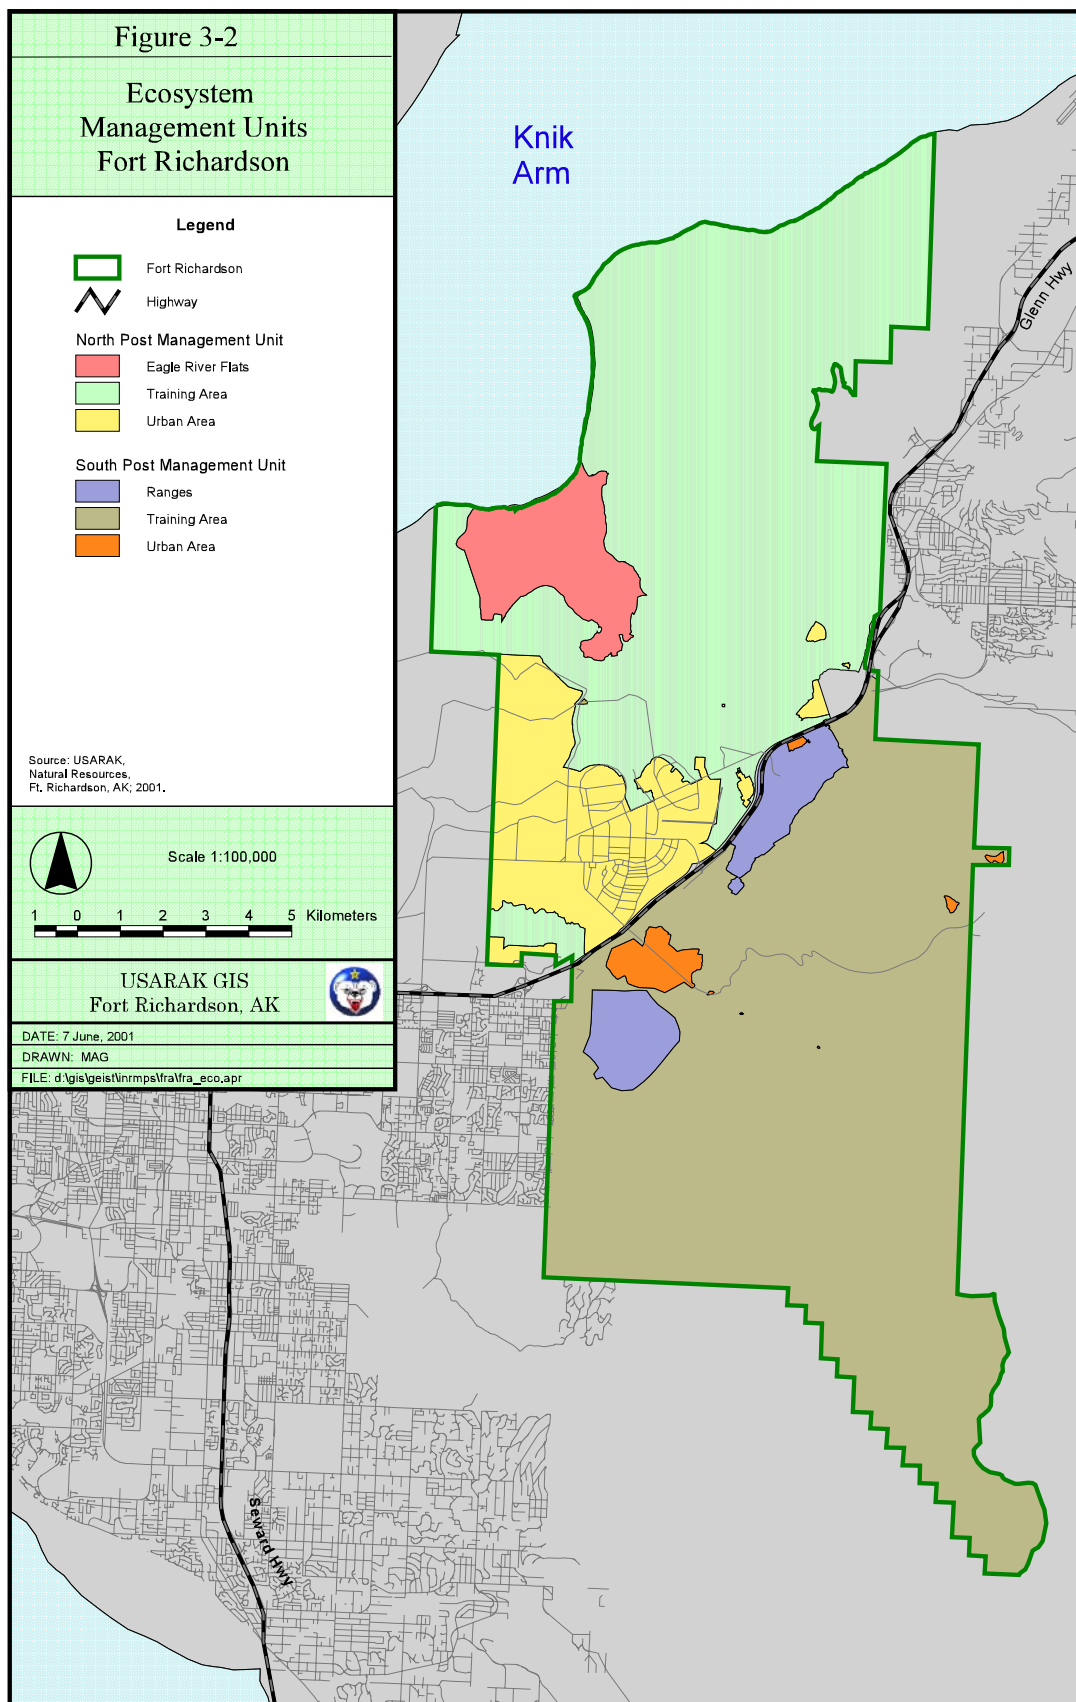 Figure 3-2
Ecosystem
Management Units
Fort Richardson
Legend
Fort Richardson
Highway
North Post Management Unit
Eagle River Flats
Training Area
Urban Area
South Post Management Unit
Ranges
Training Area
Urban Area
Source: USARAK,
Natural Resources,
Ft. Richardson, AK; 2001.
Scale 1:100,000
1 0 1 2 3 4 5 Kilometers
USARAK GIS
Fort Richardson, AK
DATE: 7 June, 2001
DRAWN: MAG
FILE: d:\gis\geist\inrmps\fra\fra_eco.apr
Knik
Arm
Glenn Hwy
Seward Hwy